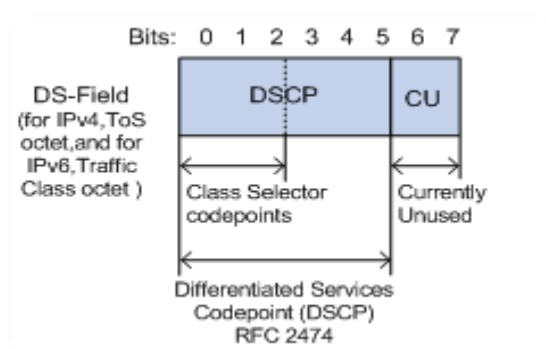 Bits: 0 1 2 3 4 5 6 7
DS-Field
(for IPv4,ToS
octet,and for
IPv6,Traffic
Class octet )
DSCP
CU
Class Selector
codepoints
Currently
Unused
Differentiated Services
Codepoint (DSCP)
RFC 2474